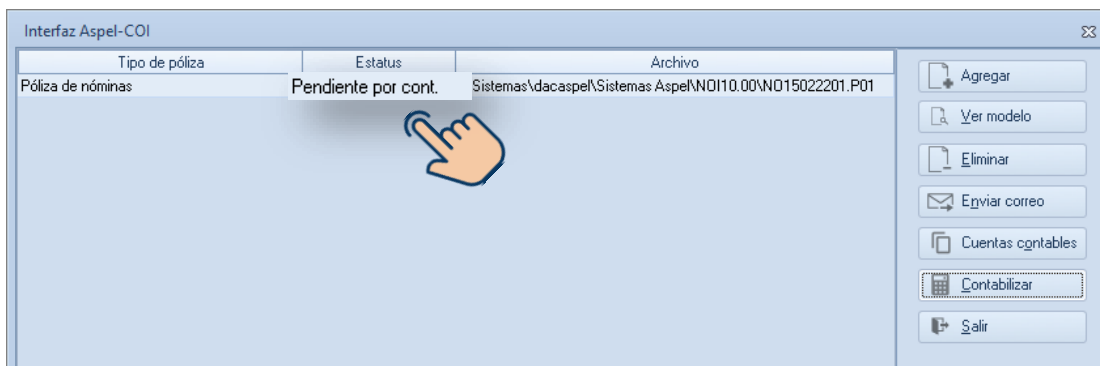 Interfaz Aspel-COI
Tipo de póliza Estatus Archivo
Póliza de nóminas Pendiente por cont. Sistemas\dacaspel\Sistemas Aspel\NOI10.00\NO15022201.P01
Agregar
Ver modelo
Eliminar
Enviar correo
Cuentas contables
Contabilizar
Salir